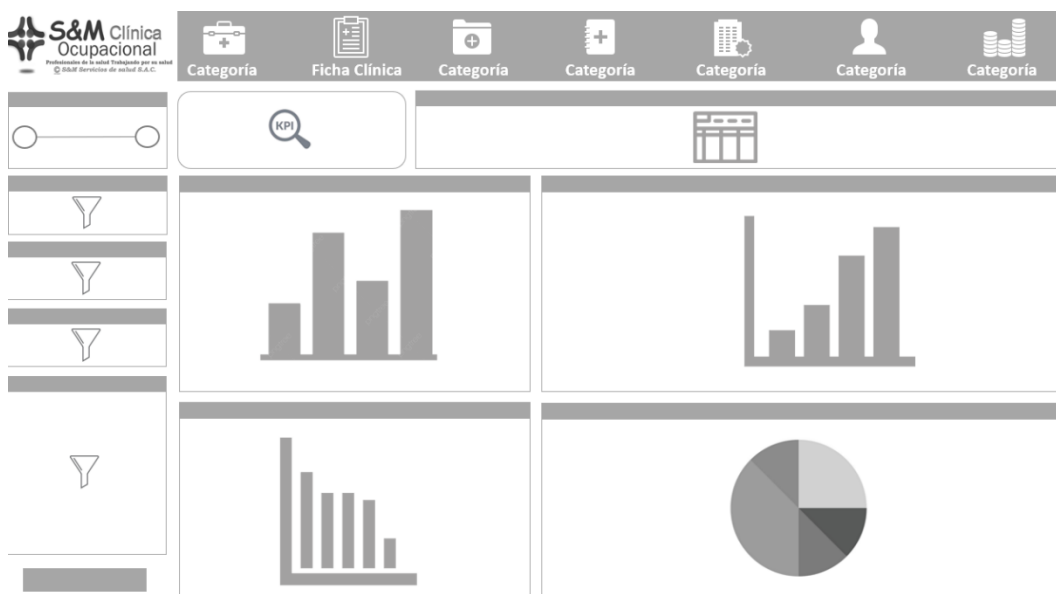 S&M Clínica
Ocupacional
Profesionales de la salud Trabajando por su salud
© S&M Servicios de salud S.A.C.
Categoría
Ficha Clínica
Categoría
Categoría
Categoría
Categoría
Categoría
KPI